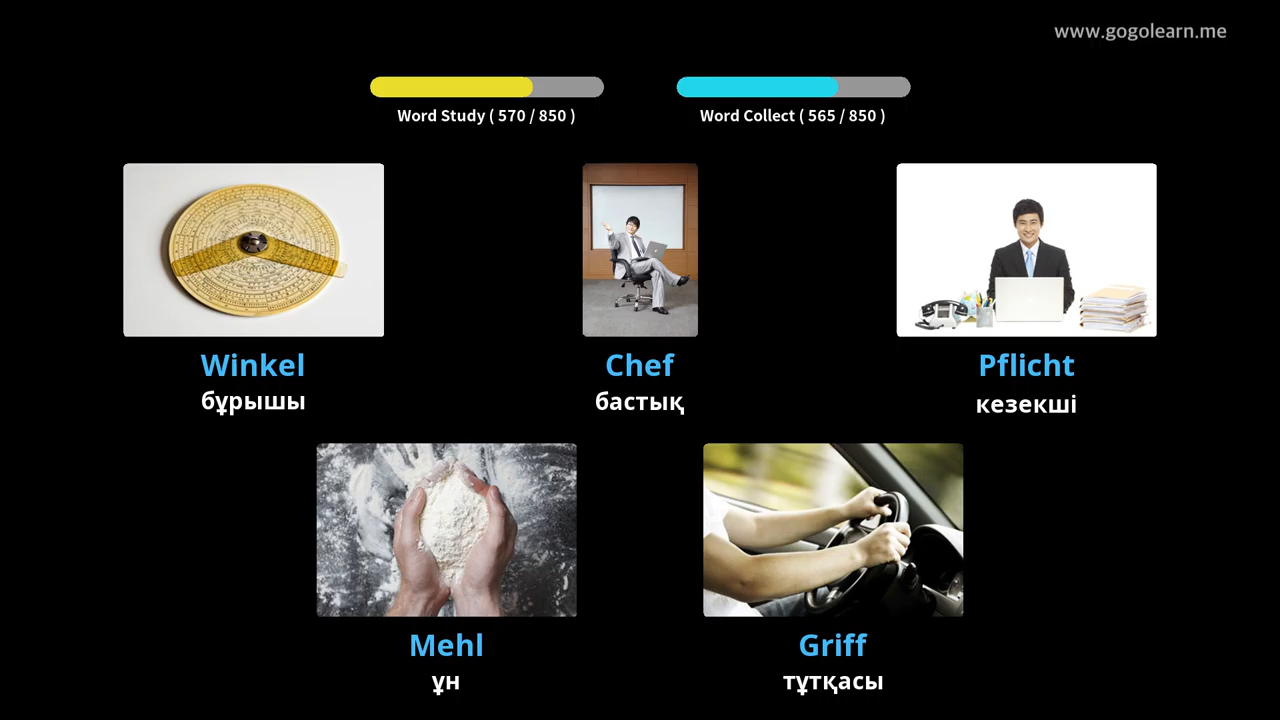 www.gogolearn.me
Word Study ( 570 / 850 )
Word Collect ( 565 / 850 )
Winkel
бұрышы
Chef
бастық
Pflicht
кезекші
Mehl
ұн
Griff
тұтқасы